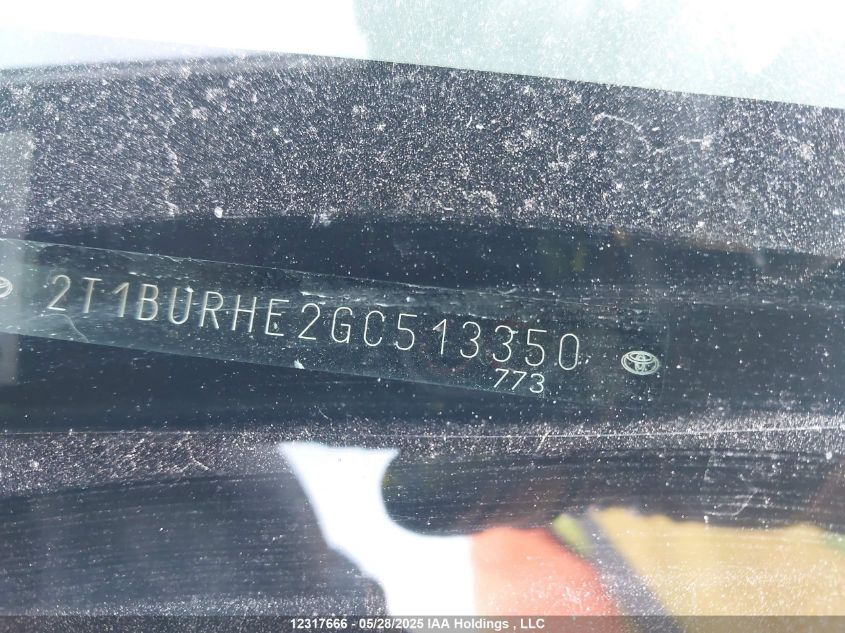 2T1BURHE2GC513350
773
12317666 - 05/28/2025 IAA Holdings , LLC